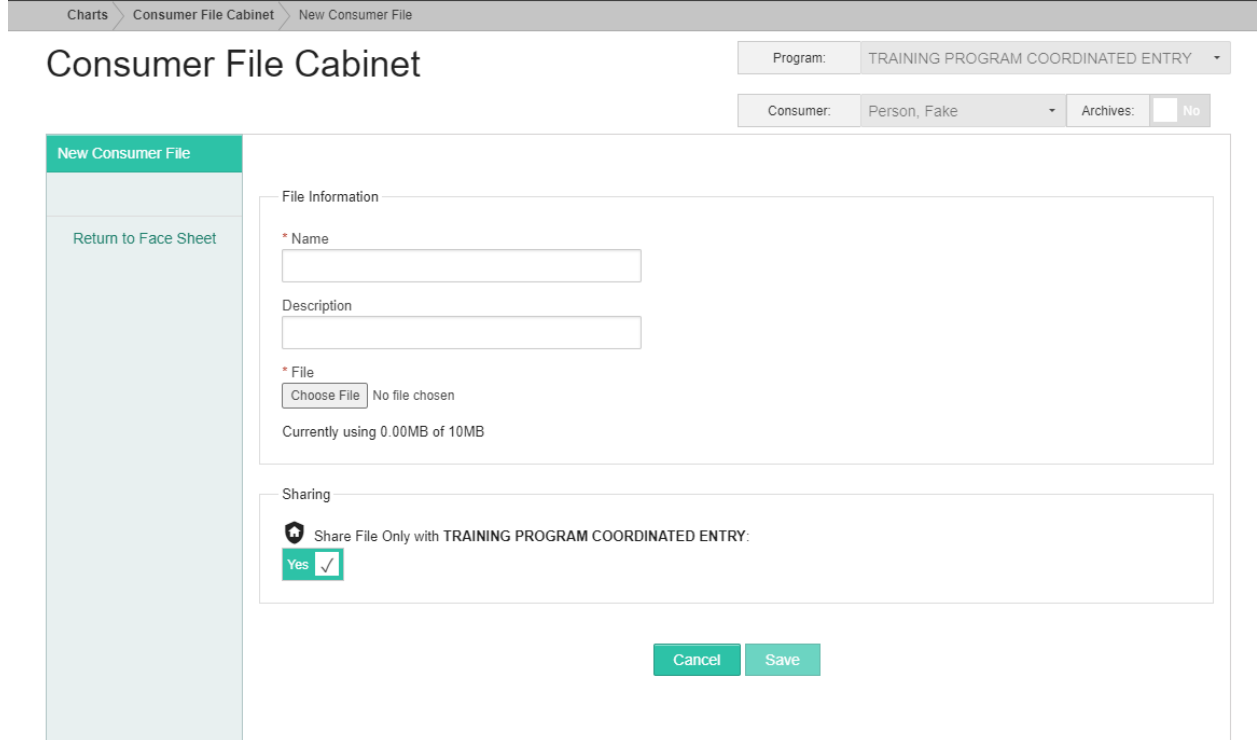 Charts Consumer File Cabinet New Consumer File
Consumer File Cabinet
Program: TRAINING PROGRAM COORDINATED ENTRY
Consumer: Person, Fake Archives: No
New Consumer File
Return to Face Sheet
File Information
* Name
Description
* File
Choose File No file chosen
Currently using 0.00MB of 10MB
Sharing
Share File Only with TRAINING PROGRAM COORDINATED ENTRY:
Yes ✓
Cancel Save